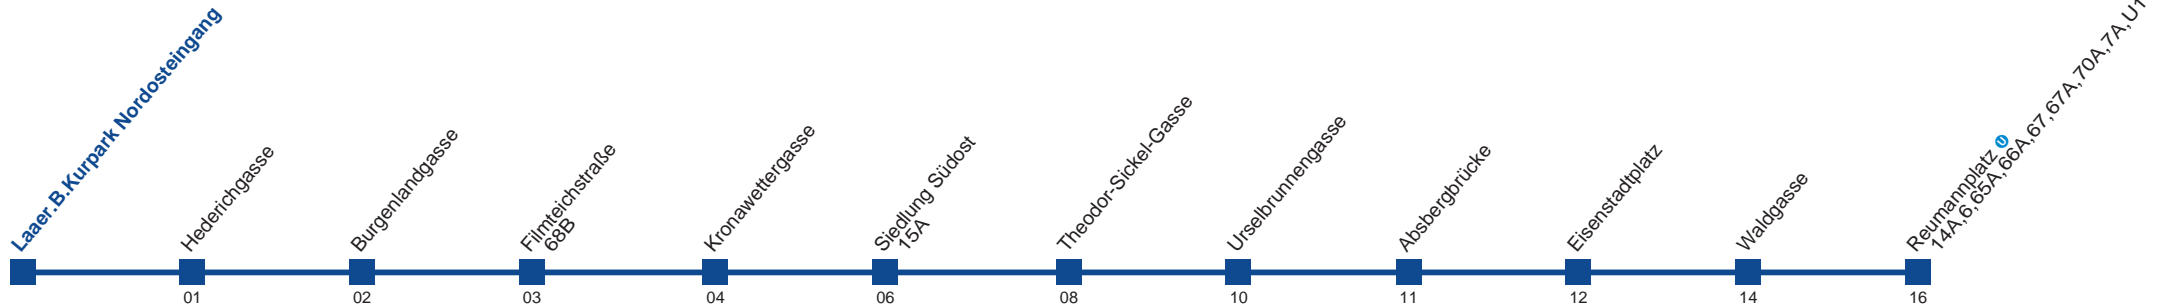 Laaer.B.Kurpark Nordosteingang
Hederichgasse
Burgenlandgasse
Filmteichstraße
68B
Kronawettergasse
Siedlung Südost
15A
Theodor-Sickel-Gasse
Urselbrunnengasse
Absbergbrücke
Eisenstadtplatz
Waldgasse
Reumannplatz U
14A,6,65A,66A,67,67A,70A,7A,U1
01
02
03
04
06
08
10
11
12
14
16